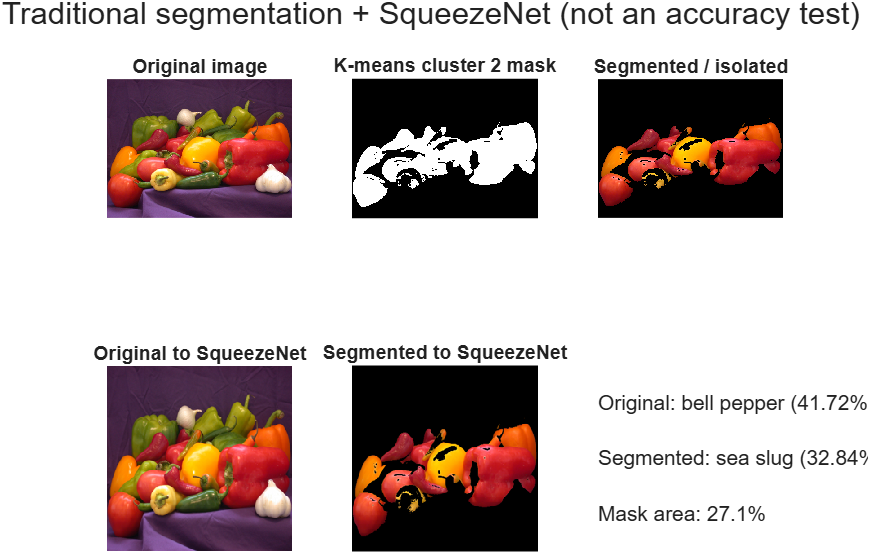 Traditional segmentation + SqueezeNet (not an accuracy test)
Original image
K-means cluster 2 mask
Segmented / isolated
Original to SqueezeNet
Segmented to SqueezeNet
Original: bell pepper (41.72%
Segmented: sea slug (32.84%
Mask area: 27.1%